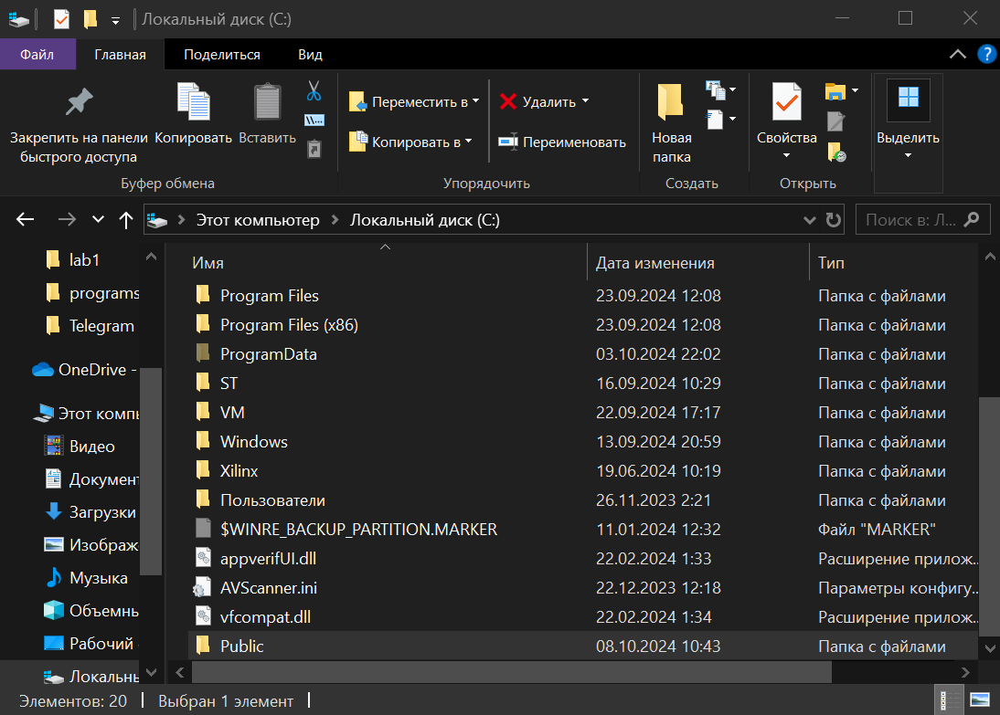 Локальный диск (C:)
Файл Главная Поделиться Вид
Закрепить на панели быстрого доступа
Копировать
Вставить
Переместить в
Копировать в
Удалить
Переименовать
Новая папка
Свойства
Выделить
Буфер обмена Упорядочить Создать Открыть
Этот компьютер Локальный диск (C:) Поиск в: Л...
lab1
programs
Telegram
OneDrive -
Этот комп
Видео
Документ
Загрузки
Изображ
Музыка
Объемнь
Рабочий
Локальнь
Имя Дата изменения Тип
Program Files 23.09.2024 12:08 Папка с файлами
Program Files (x86) 23.09.2024 12:08 Папка с файлами
ProgramData 03.10.2024 22:02 Папка с файлами
ST 16.09.2024 10:29 Папка с файлами
VM 22.09.2024 17:17 Папка с файлами
Windows 13.09.2024 20:59 Папка с файлами
Xilinx 19.06.2024 10:19 Папка с файлами
Пользователи 26.11.2023 2:21 Папка с файлами
$WINRE_BACKUP_PARTITION.MARKER 11.01.2024 12:32 Файл "MARKER"
appverifUI.dll 22.02.2024 1:33 Расширение прилож...
AVScanner.ini 22.12.2023 12:18 Параметры конфигу...
vfcompat.dll 22.02.2024 1:34 Расширение прилож...
Public 08.10.2024 10:43 Папка с файлами
Элементов: 20 Выбран 1 элемент